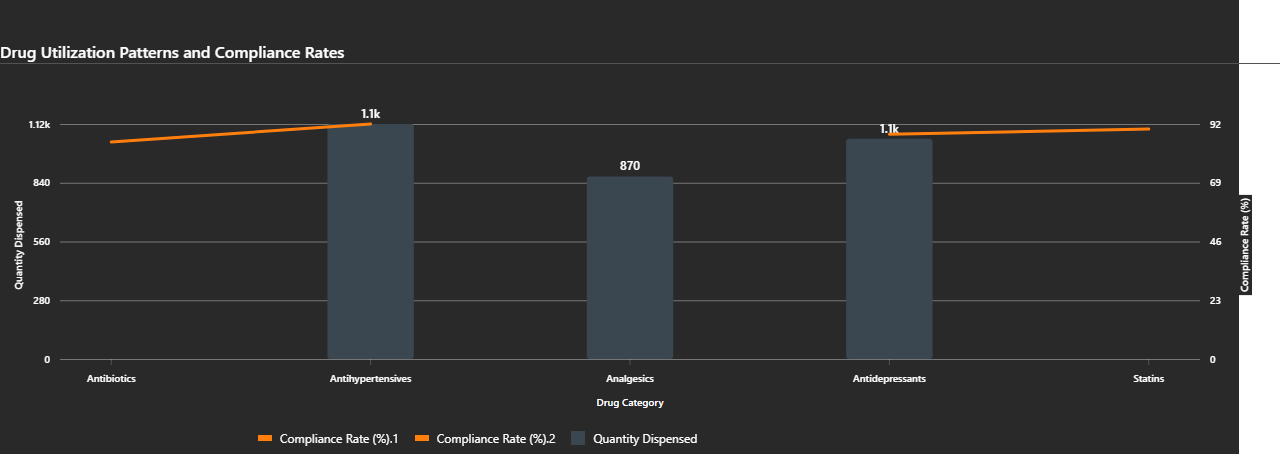 Drug Utilization Patterns and Compliance Rates
1.1k
1.1k
870
1.12k
840
560
280
0
92
69
46
23
0
Quantity Dispensed
Compliance Rate (%)
Antibiotics
Antihypertensives
Analgesics
Antidepressants
Statins
Drug Category
Compliance Rate (%).1
Compliance Rate (%).2
Quantity Dispensed